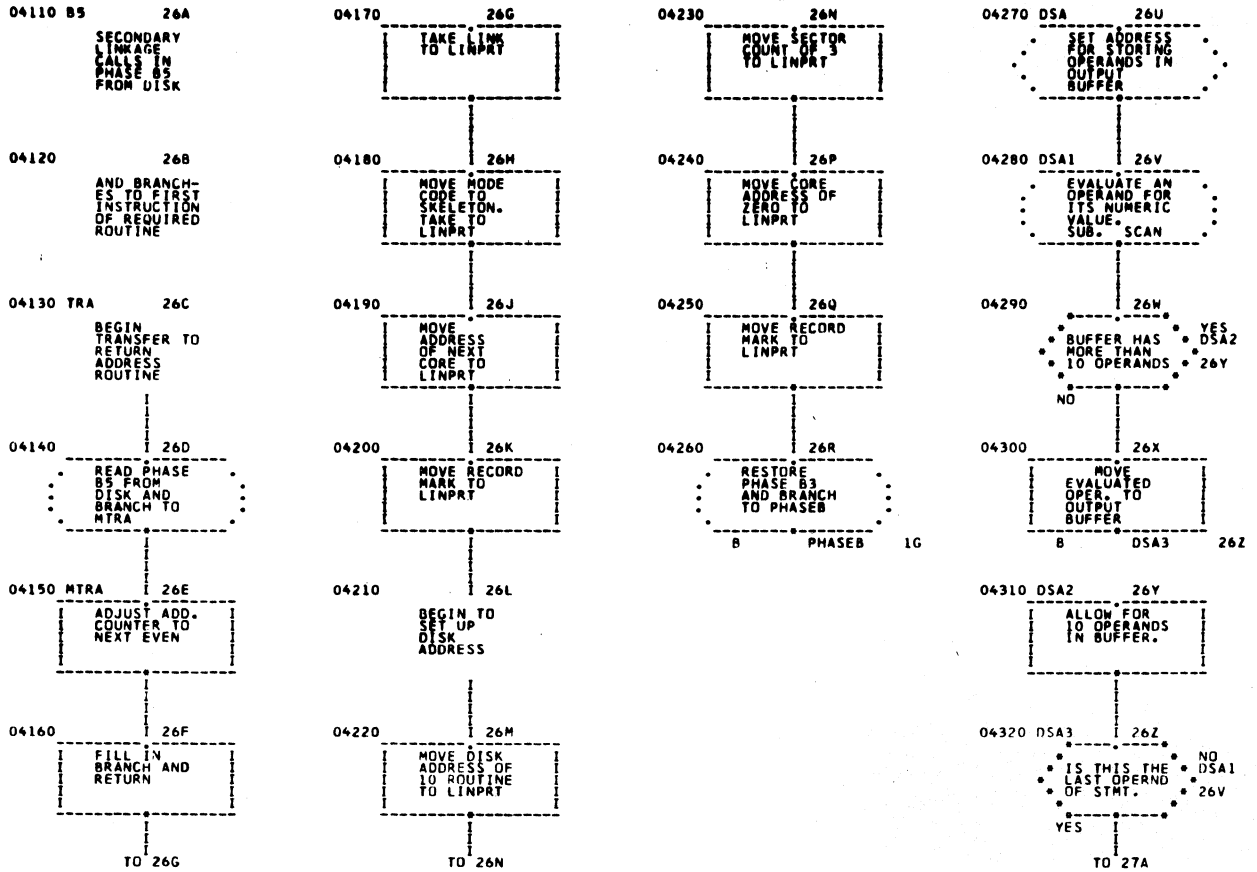 04110 B5 26A
SECONDARY
LINKAGE
CALLS IN
PHASE B5
FROM DISK
04120 26B
AND BRANCH-
ES TO FIRST
INSTRUCTION
OF REQUIRED
ROUTINE
04130 TRA 26C
BEGIN
TRANSFER TO
RETURN
ADDRESS
ROUTINE
04140 26D
READ PHASE
B5 FROM
DISK AND
BRANCH TO
MTRA
04150 MTRA 26E
ADJUST ADD.
COUNTER TO
NEXT EVEN
04160 26F
FILL IN
BRANCH AND
RETURN
TO 26G
04170 26G
TAKE LINK
TO LINPRT
04180 26H
MOVE MODE
CODE TO
SKELETON.
TAKE TO
LINPRT
04190 26J
MOVE
ADDRESS
OF NEXT
CORE TO
LINPRT
04200 26K
MOVE RECORD
MARK TO
LINPRT
04210 26L
BEGIN TO
SET UP
DISK
ADDRESS
04220 26M
MOVE DISK
ADDRESS OF
IO ROUTINE
TO LINPRT
TO 26N
04230 26N
MOVE SECTOR
COUNT OF 3
TO LINPRT
04240 26P
MOVE CORE
ADDRESS OF
ZERO TO
LINPRT
04250 26Q
MOVE RECORD
MARK TO
LINPRT
04260 26R
RESTORE
PHASE B3
AND BRANCH
TO PHASEB
B PHASEB 1G
04270 DSA 26U
SET ADDRESS
FOR STORING
OPERANDS IN
OUTPUT
BUFFER
04280 DSA1 26V
EVALUATE AN
OPERAND FOR
ITS NUMERIC
VALUE.
SUB. SCAN
04290 26W
BUFFER HAS
MORE THAN
10 OPERANDS
YES
DSA2
26Y
NO
04300 26X
MOVE
EVALUATED
OPER. TO
OUTPUT
BUFFER
B DSA3 26Z
04310 DSA2 26Y
ALLOW FOR
10 OPERANDS
IN BUFFER.
04320 DSA3 26Z
IS THIS THE
LAST OPERND
OF STMT.
NO
DSA1
26V
YES
TO 27A